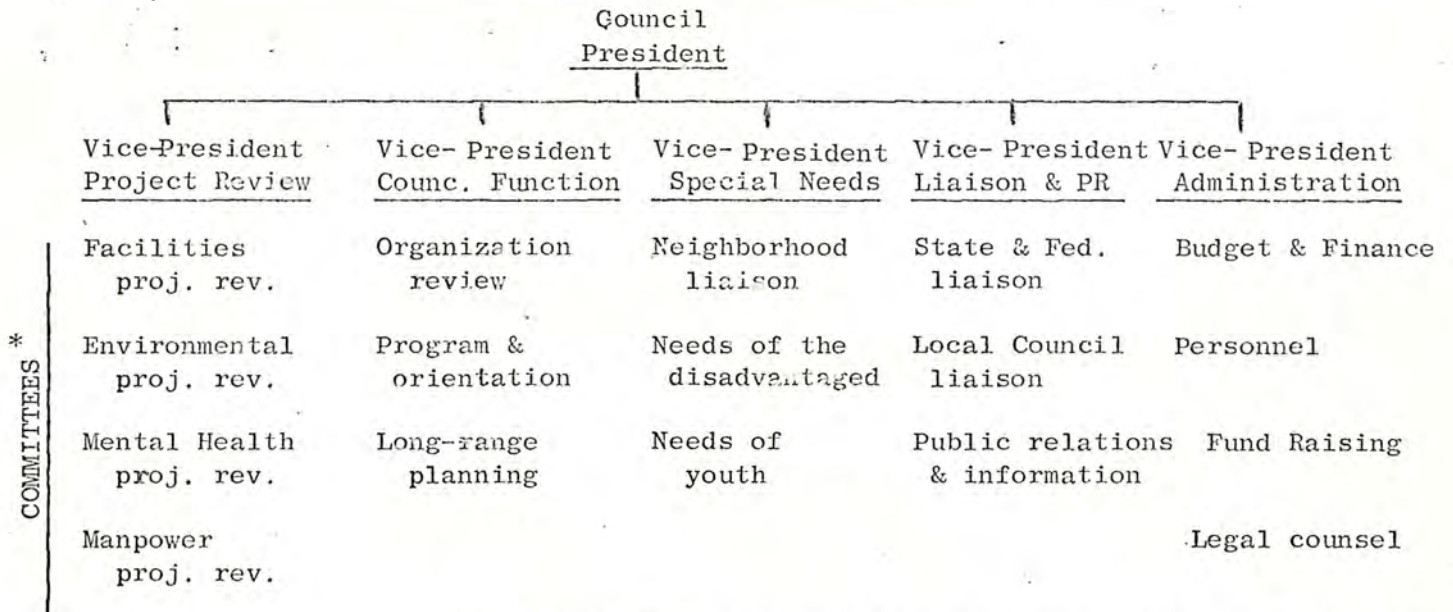 Council
President
Vice-President Vice-President Vice-President Vice-President Vice-President
Project Review Counc. Function Special Needs Liaison & PR Administration
Facilities Organization Neighborhood State & Fed. Budget & Finance
proj. rev. review liaison liaison
COMMITTEES *
Environmental Program & Needs of the Local Council Personnel
proj. rev. orientation disadvantaged liaison
Mental Health Long-range Needs of Public relations Fund Raising
proj. rev. planning youth & information
Manpower Legal counsel
proj. rev.